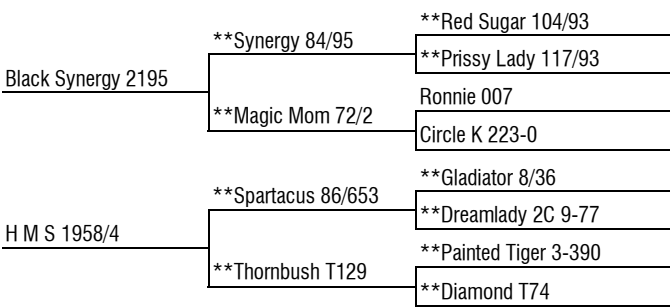 **Red Sugar 104/93
**Synergy 84/95
**Prissy Lady 117/93
Black Synergy 2195
Ronnie 007
**Magic Mom 72/2
Circle K 223-0
**Gladiator 8/36
**Spartacus 86/653
**Dreamlady 2C 9-77
H M S 1958/4
**Painted Tiger 3-390
**Thornbush T129
**Diamond T74